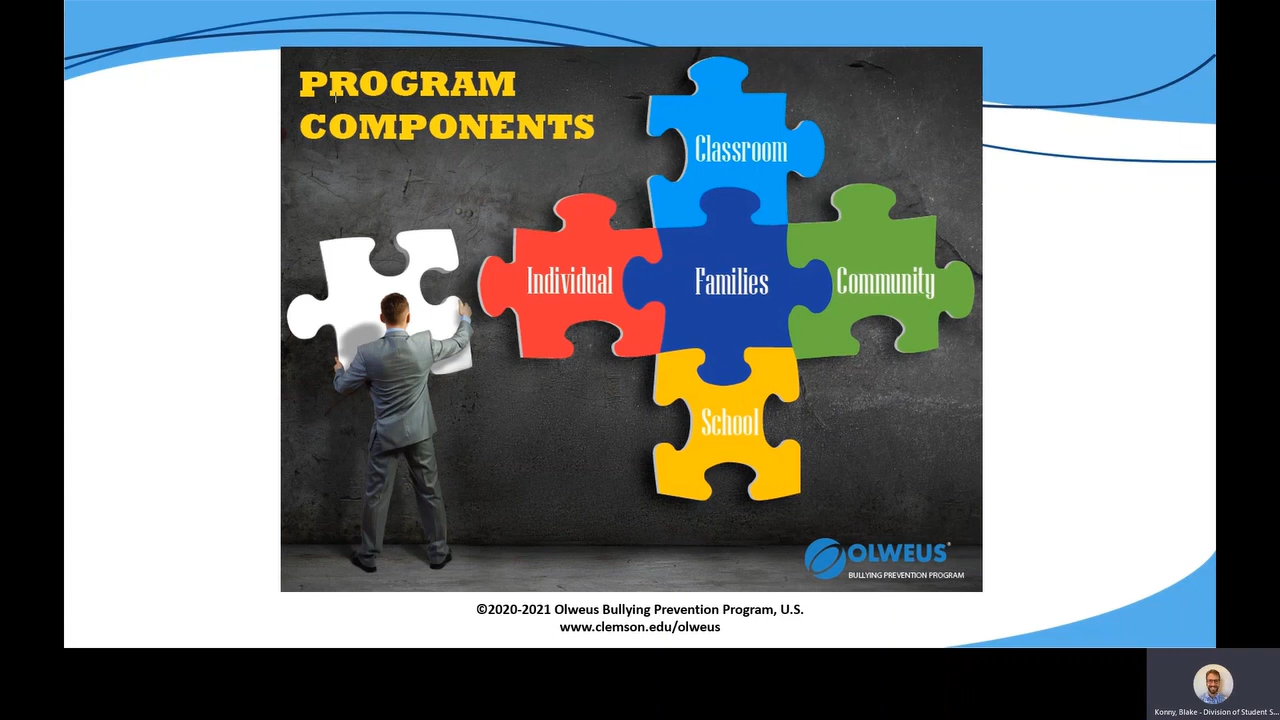 PROGRAM
COMPONENTS
Classroom
Individual
Families
Community
School
OLWEUS®
BULLYING PREVENTION PROGRAM
©2020-2021 Olweus Bullying Prevention Program, U.S.
www.clemson.edu/olweus
Konny, Blake - Division of Student S...